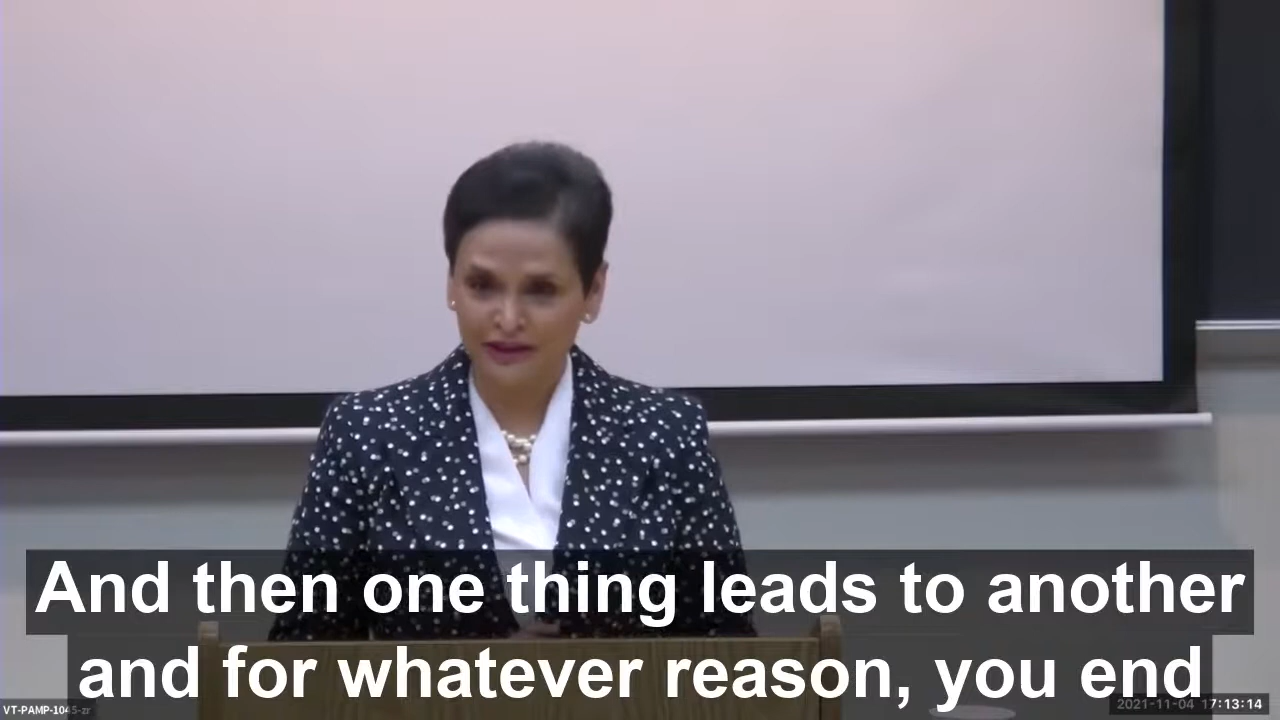 And then one thing leads to another
and for whatever reason, you end
2021-11-04 17:13:14